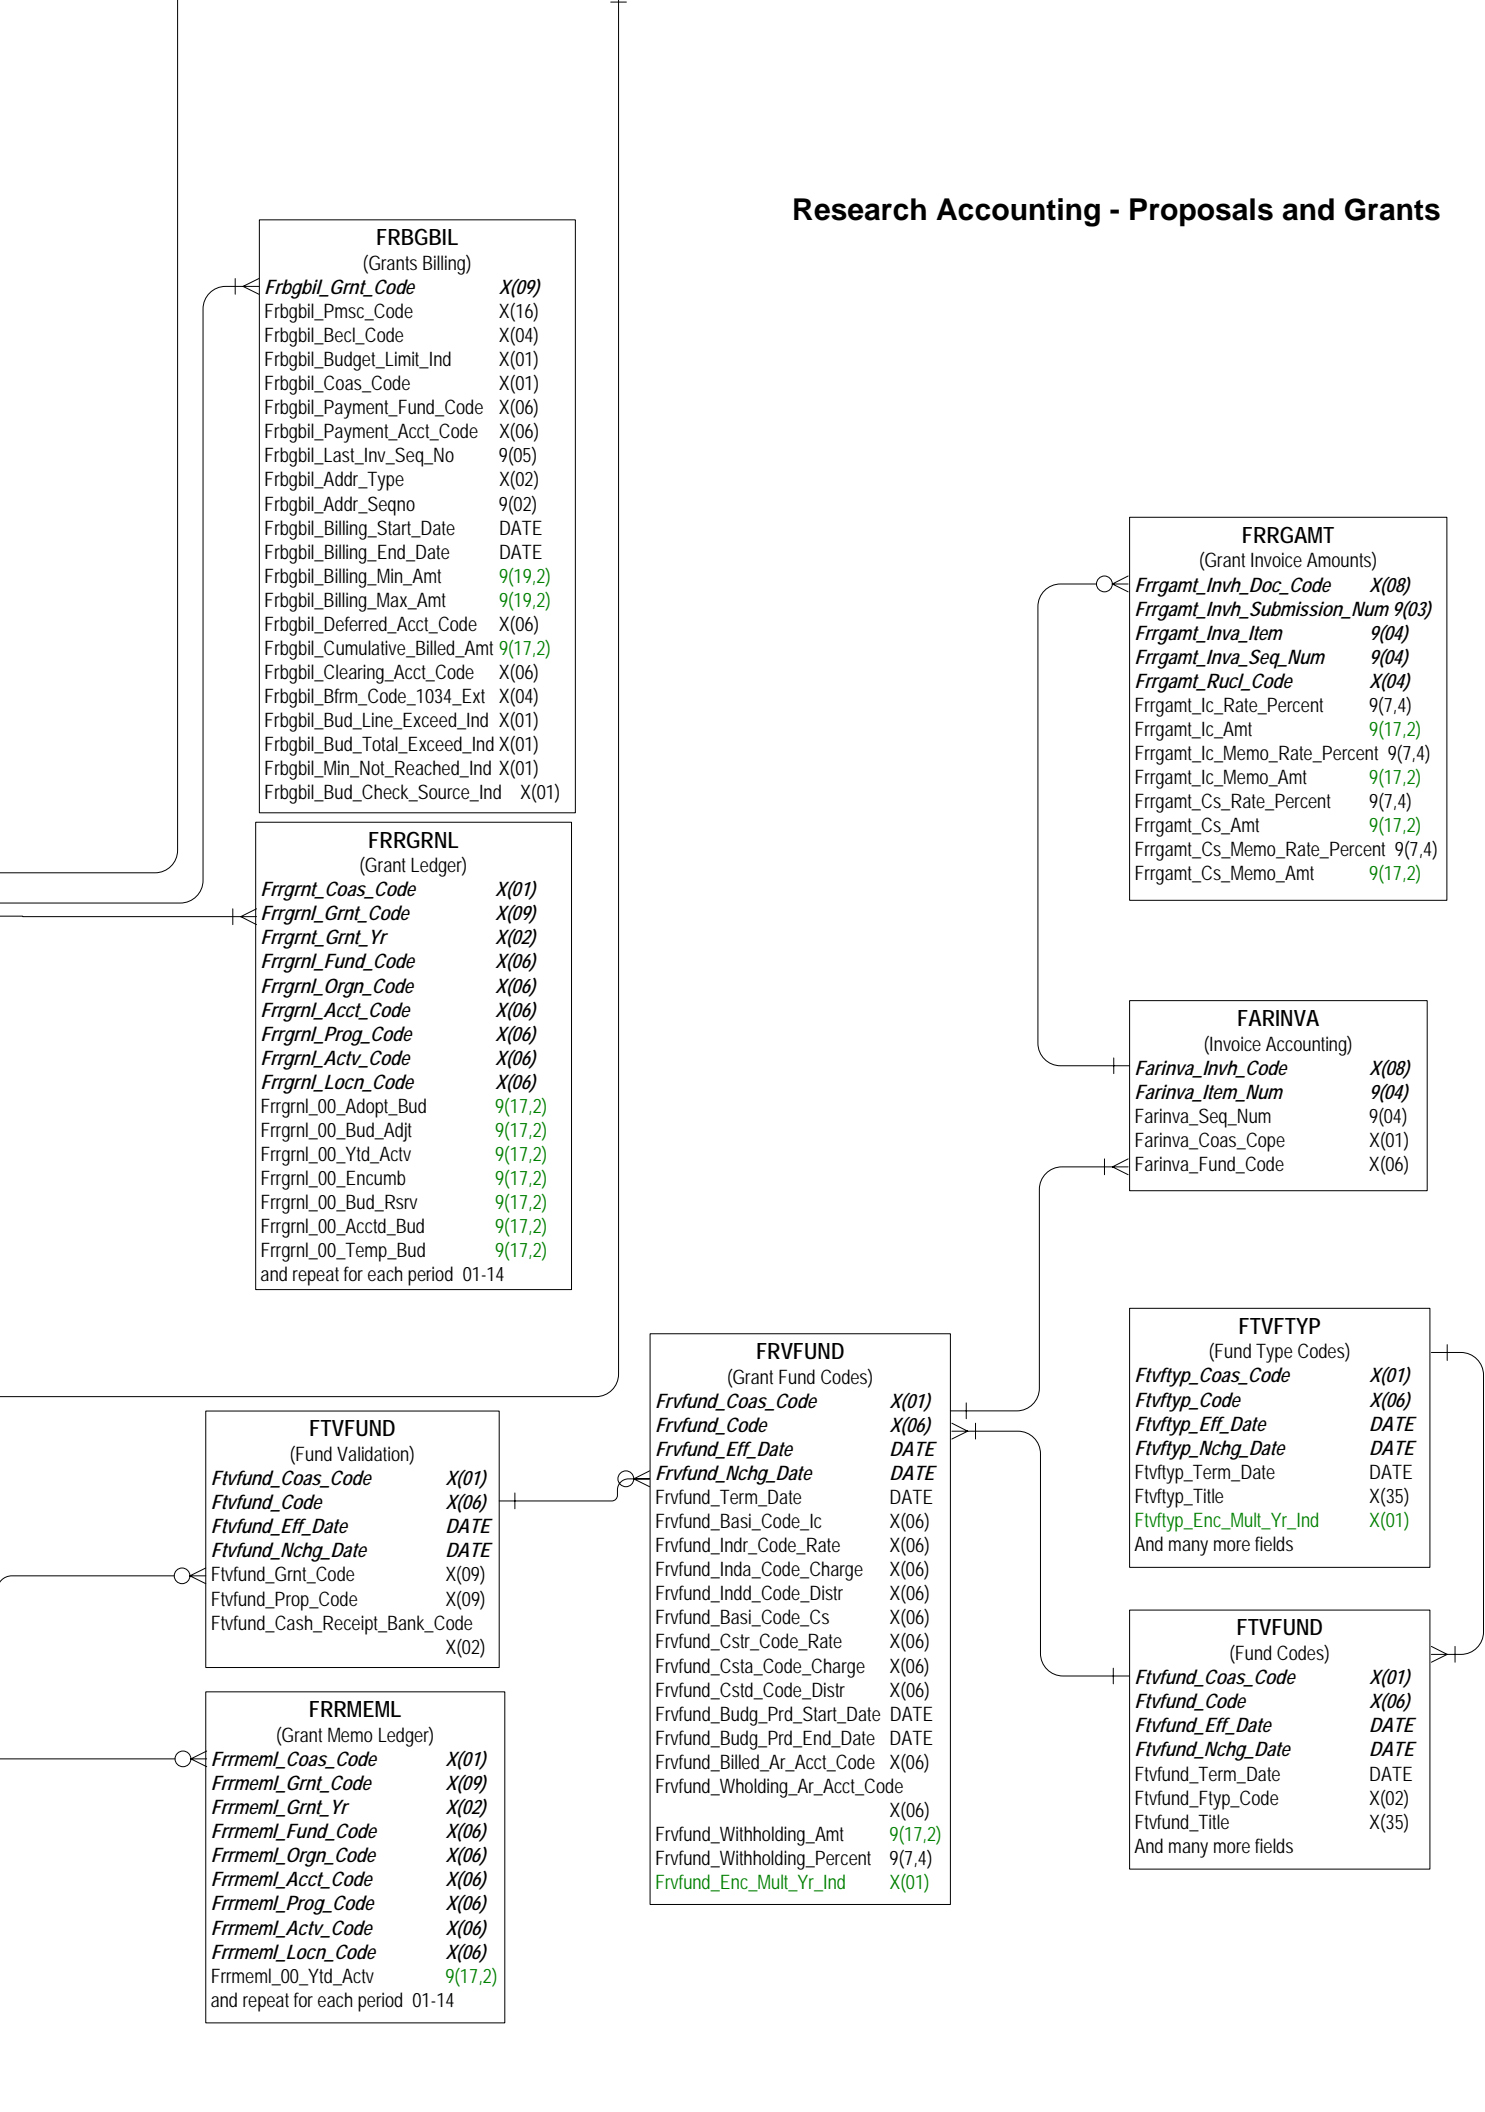 Research Accounting - Proposals and Grants
FRBGBIL
(Grants Billing)
Frbgbil_Grnt_Code X(09)
Frbgbil_Pmsc_Code X(16)
Frbgbil_Becl_Code X(04)
Frbgbil_Budget_Limit_Ind X(01)
Frbgbil_Coas_Code X(01)
Frbgbil_Payment_Fund_Code X(06)
Frbgbil_Payment_Acct_Code X(06)
Frbgbil_Last_Inv_Seq_No 9(05)
Frbgbil_Addr_Type X(02)
Frbgbil_Addr_Seqno 9(02)
Frbgbil_Billing_Start_Date DATE
Frbgbil_Billing_End_Date DATE
Frbgbil_Billing_Min_Amt 9(19,2)
Frbgbil_Billing_Max_Amt 9(19,2)
Frbgbil_Deferred_Acct_Code X(06)
Frbgbil_Cumulative_Billed_Amt 9(17,2)
Frbgbil_Clearing_Acct_Code X(06)
Frbgbil_Bfrm_Code_1034_Ext X(04)
Frbgbil_Bud_Line_Exceed_Ind X(01)
Frbgbil_Bud_Total_Exceed_Ind X(01)
Frbgbil_Min_Not_Reached_Ind X(01)
Frbgbil_Bud_Check_Source_Ind X(01)
FRRGRNL
(Grant Ledger)
Frrgrnt_Coas_Code X(01)
Frrgrnl_Grnt_Code X(09)
Frrgrnt_Grnt_Yr X(02)
Frrgrnl_Fund_Code X(06)
Frrgrnl_Orgn_Code X(06)
Frrgrnl_Acct_Code X(06)
Frrgrnl_Prog_Code X(06)
Frrgrnl_Actv_Code X(06)
Frrgrnl_Locn_Code X(06)
Frrgrnl_00_Adopt_Bud 9(17,2)
Frrgrnl_00_Bud_Adjt 9(17,2)
Frrgrnl_00_Ytd_Actv 9(17,2)
Frrgrnl_00_Encumb 9(17,2)
Frrgrnl_00_Bud_Rsrv 9(17,2)
Frrgrnl_00_Acctd_Bud 9(17,2)
Frrgrnl_00_Temp_Bud 9(17,2)
and repeat for each period 01-14
FTVFUND
(Fund Validation)
Ftvfund_Coas_Code X(01)
Ftvfund_Code X(06)
Ftvfund_Eff_Date DATE
Ftvfund_Nchg_Date DATE
Ftvfund_Grnt_Code X(09)
Ftvfund_Prop_Code X(09)
Ftvfund_Cash_Receipt_Bank_Code
X(02)
FRRMEML
(Grant Memo Ledger)
Frrmeml_Coas_Code X(01)
Frrmeml_Grnt_Code X(09)
Frrmeml_Grnt_Yr X(02)
Frrmeml_Fund_Code X(06)
Frrmeml_Orgn_Code X(06)
Frrmeml_Acct_Code X(06)
Frrmeml_Prog_Code X(06)
Frrmeml_Actv_Code X(06)
Frrmeml_Locn_Code X(06)
Frrmeml_00_Ytd_Actv 9(17,2)
and repeat for each period 01-14
FRVFUND
(Grant Fund Codes)
Frvfund_Coas_Code X(01)
Frvfund_Code X(06)
Frvfund_Eff_Date DATE
Frvfund_Nchg_Date DATE
Frvfund_Term_Date DATE
Frvfund_Basi_Code_Ic X(06)
Frvfund_Indr_Code_Rate X(06)
Frvfund_Inda_Code_Charge X(06)
Frvfund_Indd_Code_Distr X(06)
Frvfund_Basi_Code_Cs X(06)
Frvfund_Cstr_Code_Rate X(06)
Frvfund_Csta_Code_Charge X(06)
Frvfund_Cstd_Code_Distr X(06)
Frvfund_Budg_Prd_Start_Date DATE
Frvfund_Budg_Prd_End_Date DATE
Frvfund_Billed_Ar_Acct_Code X(06)
Frvfund_Wholding_Ar_Acct_Code
X(06)
Frvfund_Withholding_Amt 9(17,2)
Frvfund_Withholding_Percent 9(7,4)
Frvfund_Enc_Mult_Yr_Ind X(01)
FRRGAMT
(Grant Invoice Amounts)
Frrgamt_Invh_Doc_Code X(08)
Frrgamt_Invh_Submission_Num 9(03)
Frrgamt_Inva_Item 9(04)
Frrgamt_Inva_Seq_Num 9(04)
Frrgamt_Rucl_Code X(04)
Frrgamt_Ic_Rate_Percent 9(7,4)
Frrgamt_Ic_Amt 9(17,2)
Frrgamt_Ic_Memo_Rate_Percent 9(7,4)
Frrgamt_Ic_Memo_Amt 9(17,2)
Frrgamt_Cs_Rate_Percent 9(7,4)
Frrgamt_Cs_Amt 9(17,2)
Frrgamt_Cs_Memo_Rate_Percent 9(7,4)
Frrgamt_Cs_Memo_Amt 9(17,2)
FARINVA
(Invoice Accounting)
Farinva_Invh_Code X(08)
Farinva_Item_Num 9(04)
Farinva_Seq_Num 9(04)
Farinva_Coas_Cope X(01)
Farinva_Fund_Code X(06)
FTVFTYP
(Fund Type Codes)
Ftvftyp_Coas_Code X(01)
Ftvftyp_Code X(06)
Ftvftyp_Eff_Date DATE
Ftvftyp_Nchg_Date DATE
Ftvftyp_Term_Date DATE
Ftvftyp_Title X(35)
Ftvftyp_Enc_Mult_Yr_Ind X(01)
And many more fields
FTVFUND
(Fund Codes)
Ftvfund_Coas_Code X(01)
Ftvfund_Code X(06)
Ftvfund_Eff_Date DATE
Ftvfund_Nchg_Date DATE
Ftvfund_Term_Date DATE
Ftvfund_Ftyp_Code X(02)
Ftvfund_Title X(35)
And many more fields